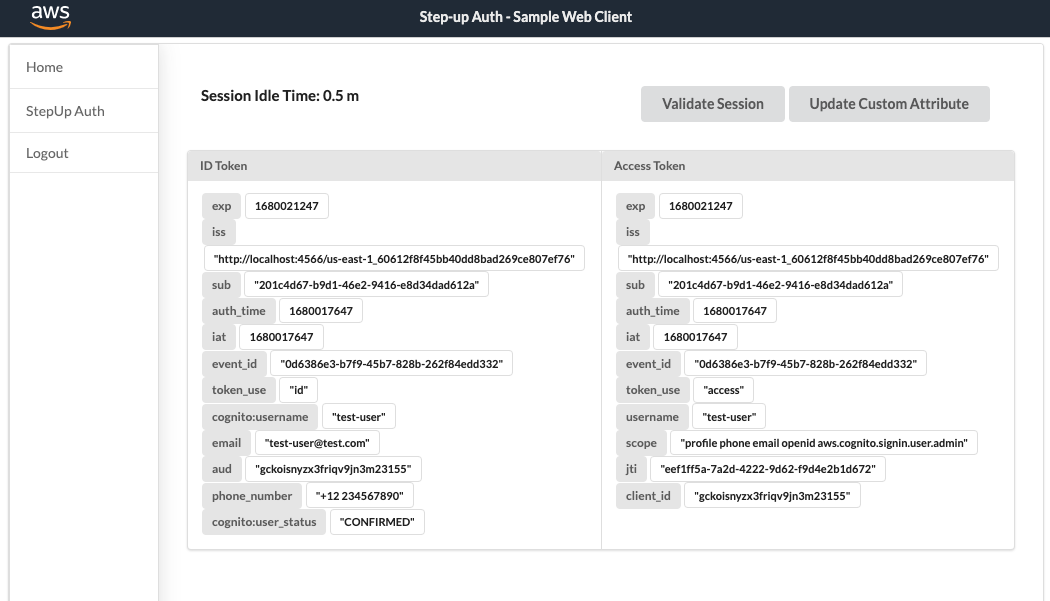 aws
Step-up Auth - Sample Web Client
Home
StepUp Auth
Logout
Session Idle Time: 0.5 m
Validate Session
Update Custom Attribute
ID Token
exp 1680021247
iss
"http://localhost:4566/us-east-1_60612f8f45bb40dd8bad269ce807ef76"
sub "201c4d67-b9d1-46e2-9416-e8d34dad612a"
auth_time 1680017647
iat 1680017647
event_id "0d6386e3-b7f9-45b7-828b-262f84edd332"
token_use "id"
cognito:username "test-user"
email "test-user@test.com"
aud "gckoisnyzx3friqv9jn3m23155"
phone_number "+12 234567890"
cognito:user_status "CONFIRMED"
Access Token
exp 1680021247
iss
"http://localhost:4566/us-east-1_60612f8f45bb40dd8bad269ce807ef76"
sub "201c4d67-b9d1-46e2-9416-e8d34dad612a"
auth_time 1680017647
iat 1680017647
event_id "0d6386e3-b7f9-45b7-828b-262f84edd332"
token_use "access"
username "test-user"
scope "profile phone email openid aws.cognito.signin.user.admin"
jti "eef1ff5a-7a2d-4222-9d62-f9d4e2b1d672"
client_id "gckoisnyzx3friqv9jn3m23155"